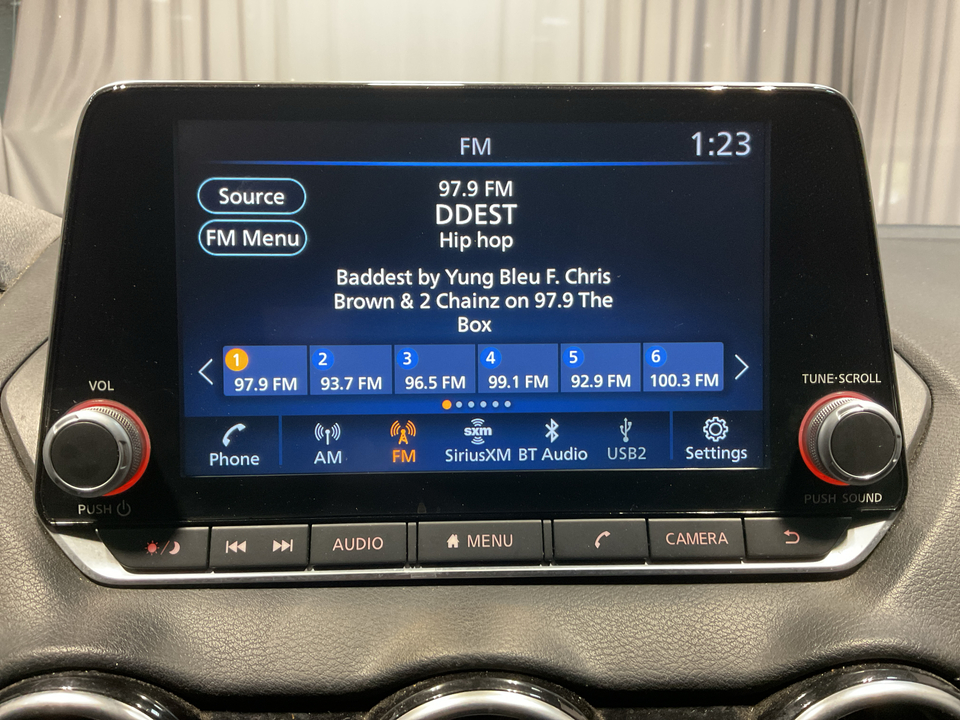 FM
1:23
Source
FM Menu
97.9 FM
DDEST
Hip hop
Baddest by Yung Bleu F. Chris
Brown & 2 Chainz on 97.9 The
Box
1 2 3 4 5 6
97.9 FM 93.7 FM 96.5 FM 99.1 FM 92.9 FM 100.3 FM
VOL
TUNE·SCROLL
sxm
Phone AM FM SiriusXM BT Audio USB2 Settings
PUSH
PUSH SOUND
AUDIO MENU CAMERA